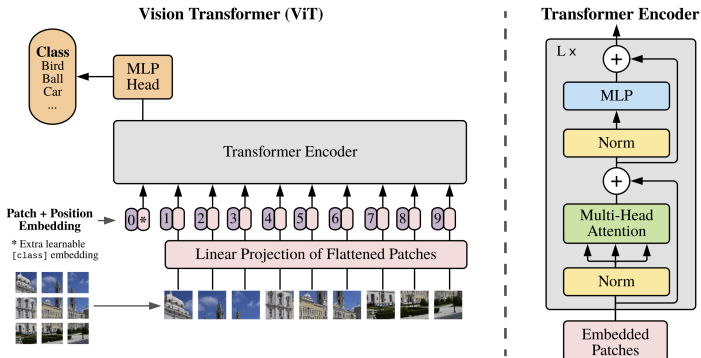 Vision Transformer (ViT)
Class
Bird
Ball
Car
...
MLP
Head
Transformer Encoder
Patch + Position
Embedding
0 * 1 2 3 4 5 6 7 8 9
* Extra learnable
[class] embedding
Linear Projection of Flattened Patches
Transformer Encoder
L ×
+
MLP
Norm
+
Multi-Head
Attention
Norm
Embedded
Patches